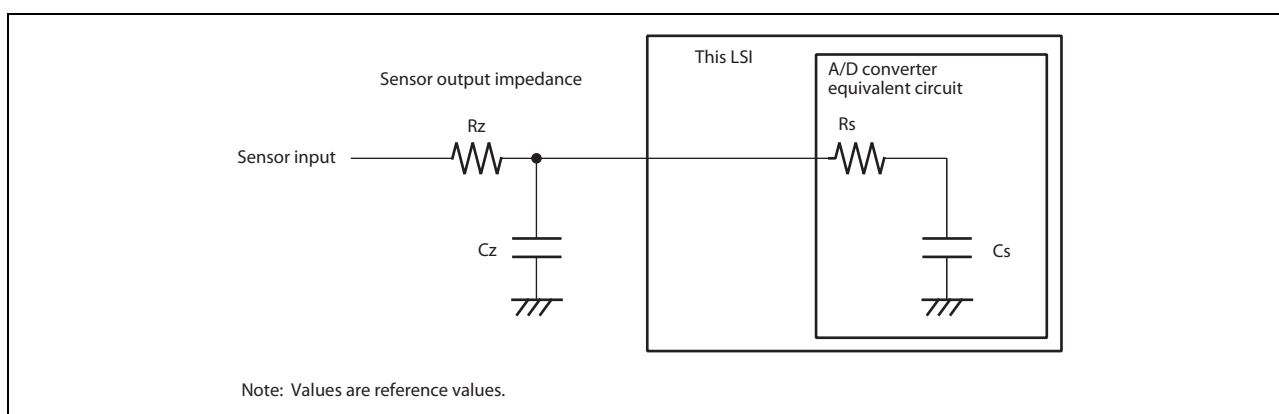 This LSI
A/D converter
equivalent circuit
Sensor output impedance
Rz
Rs
Sensor input
Cz
Cs
Note: Values are reference values.